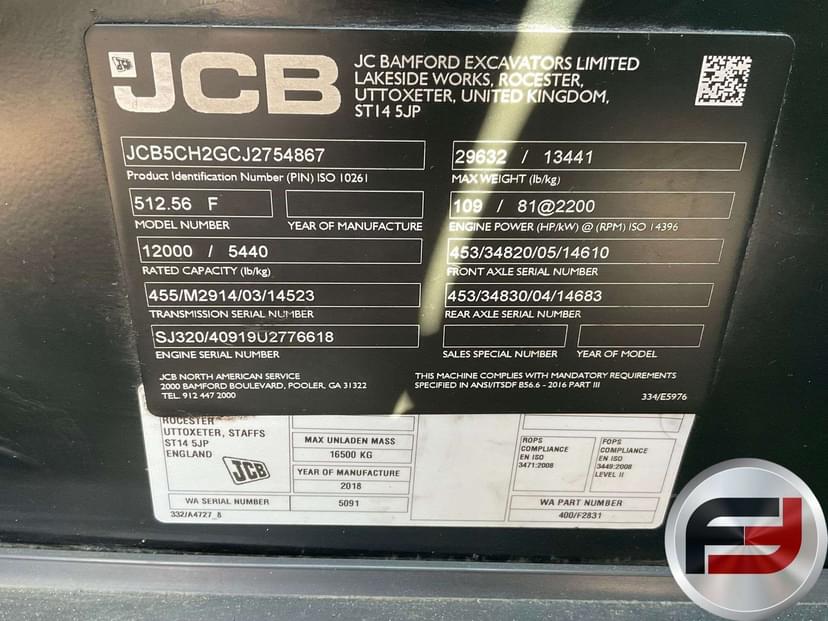 JCB
JC BAMFORD EXCAVATORS LIMITED
LAKESIDE WORKS, ROCESTER,
UTTOXETER, UNITED KINGDOM,
ST14 5JP
JCB5CH2GCJ2754867
Product Identification Number (PIN) ISO 10261
29632 / 13441
MAX WEIGHT (lb/kg)
512.56 F
MODEL NUMBER
YEAR OF MANUFACTURE
109 / 81@2200
ENGINE POWER (HP/kW) @ (RPM) ISO 14396
12000 / 5440
RATED CAPACITY (lb/kg)
453/34820/05/14610
FRONT AXLE SERIAL NUMBER
455/M2914/03/14523
TRANSMISSION SERIAL NUMBER
453/34830/04/14683
REAR AXLE SERIAL NUMBER
SJ320/40919U2776618
ENGINE SERIAL NUMBER
SALES SPECIAL NUMBER
YEAR OF MODEL
JCB NORTH AMERICAN SERVICE
2000 BAMFORD BOULEVARD, POOLER, GA 31322
TEL. 912 447 2000
THIS MACHINE COMPLIES WITH MANDATORY REQUIREMENTS
SPECIFIED IN ANSI/ITSDF B56.6 - 2016 PART III
334/E5976
ROCESTER
UTTOXETER, STAFFS
ST14 5JP
ENGLAND
JCB
MAX UNLADEN MASS
16500 KG
YEAR OF MANUFACTURE
2018
ROPS
COMPLIANCE
EN ISO
3471:2008
FOPS
COMPLIANCE
EN ISO
3449:2008
LEVEL II
WA SERIAL NUMBER
5091
WA PART NUMBER
400/F2831
332/A4727_8